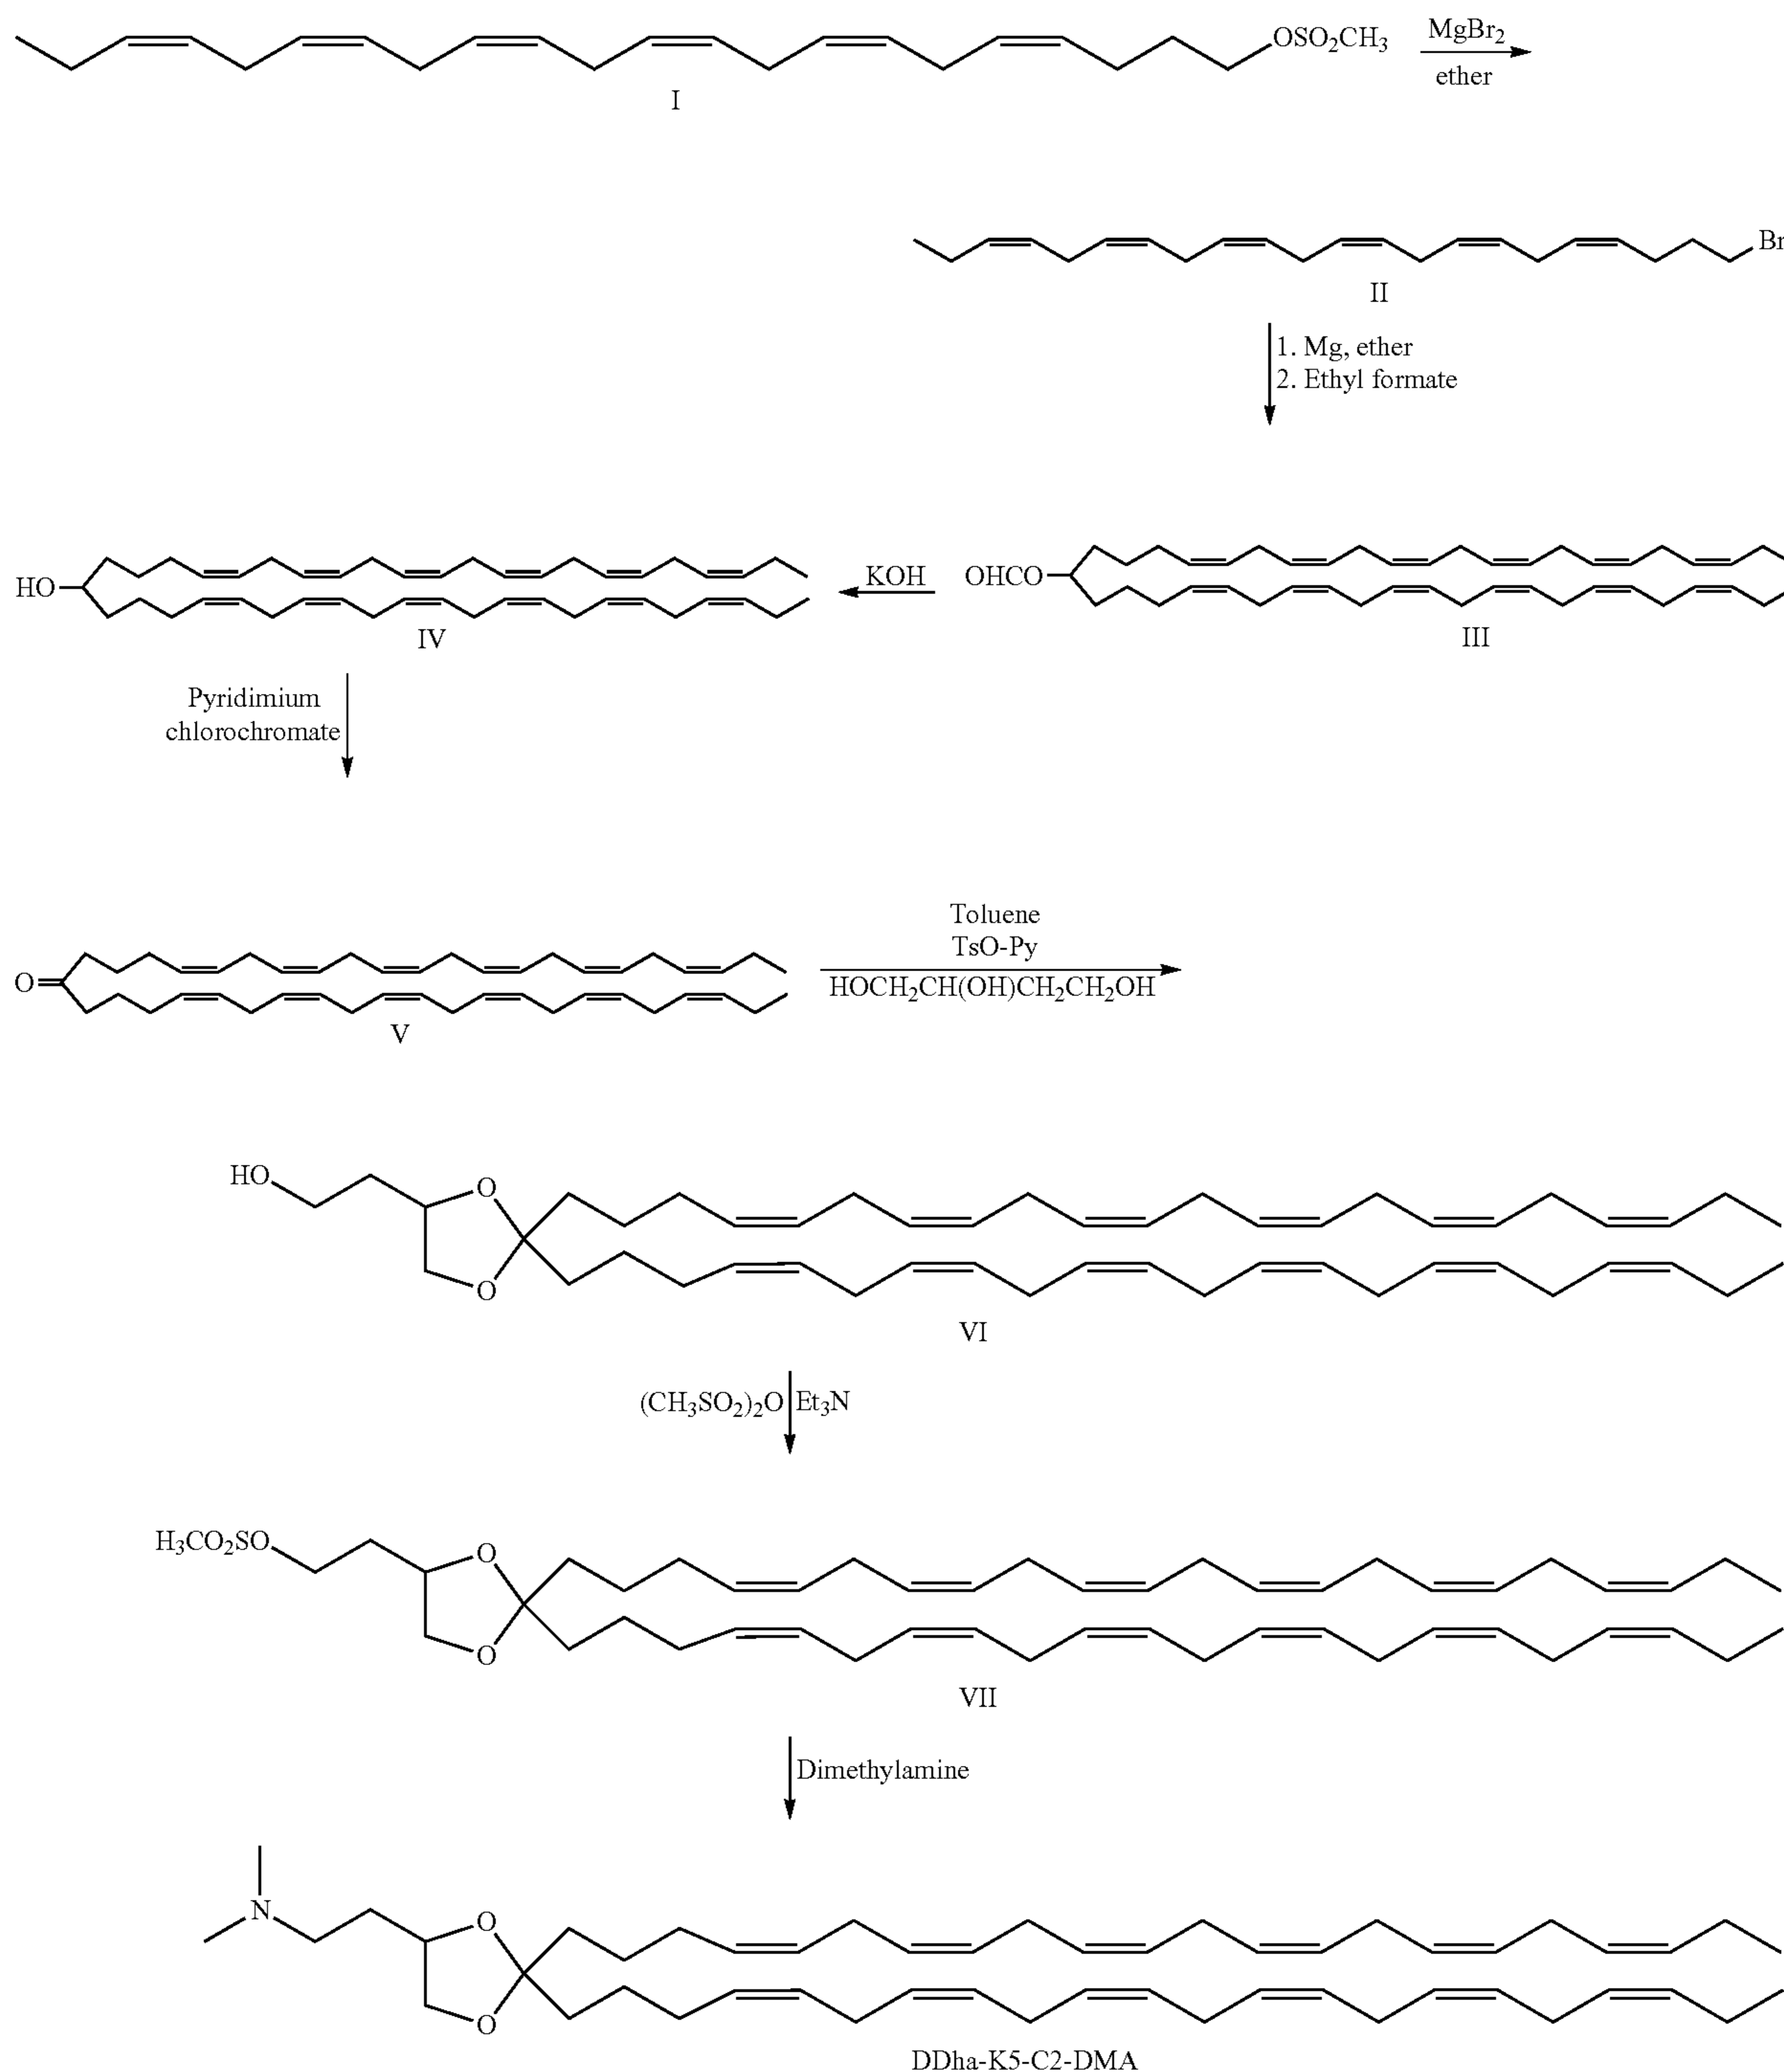 OSO₂CH₃
MgBr₂
ether
I
Br
II
1. Mg, ether
2. Ethyl formate
HO
KOH
OHCO
IV
III
Pyridimium
chlorochromate
Toluene
TsO-Py
HOCH₂CH(OH)CH₂CH₂OH
O
V
HO
O
O
VI
(CH₃SO₂)₂O
Et₃N
H₃CO₂SO
O
O
VII
Dimethylamine
N
O
O
DDha-K5-C2-DMA